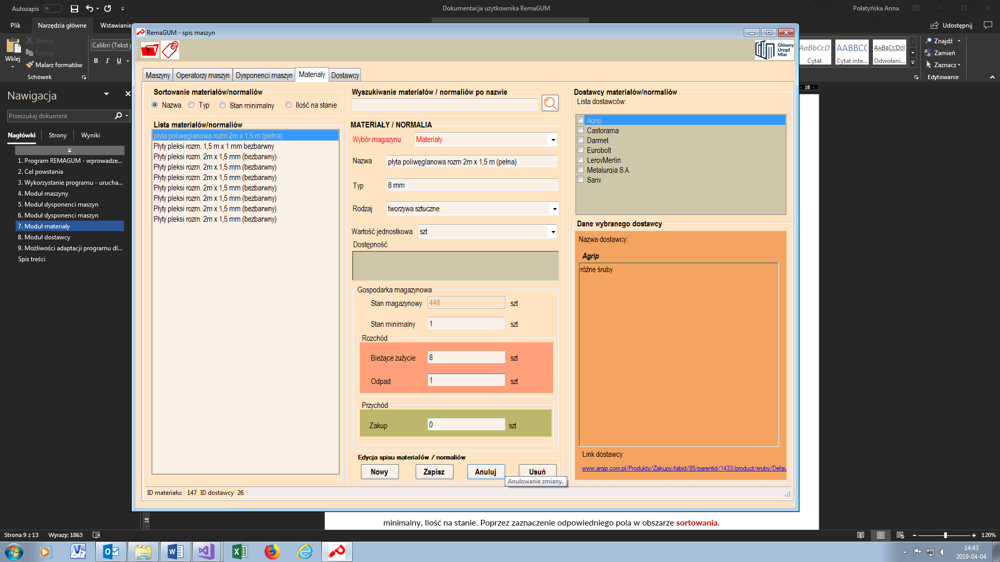 Autozapis
Dokumentacja użytkownika RemaGUM
Połatyńska Anna
Plik
Narzędzia główne
Wstawianie
Udostępnij
Wklej
Wytnij
Kopiuj
Malarz formatów
Schowek
Calibri (Tekst p
B I U
AaBbCcD
Cytat
AABBCC
Cytat inte...
AABBCCDDI
Odwołani...
Znajdź
Zamień
Zaznacz
Edytowanie
Nawigacja
Przeszukaj dokument
Nagłówki
Strony
Wyniki
1. Program REMAGUM - wprowadze...
2. Cel powstania
3. Wykorzystanie programu - urucha...
4. Moduł maszyny
5. Moduł dysponenci maszyn
6. Moduł dysponenci maszyn
7. Moduł materiały
8. Moduł dostawcy
9. Możliwości adaptacji programu dl...
Spis treści
RemaGUM - spis maszyn
Główny
Urząd
Miar
Maszyny
Operatorzy maszyn
Dysponenci maszyn
Materiały
Dostawcy
Sortowanie materiałów/normaliów
Nazwa
Typ
Stan minimalny
Ilość na stanie
Lista materiałów/normaliów
płyta poliwęglanowa rozm 2m x 1,5 m (pełna)
Płyty pleksi rozm. 1,5 m x 1 mm bezbarwny
Płyty pleksi rozm. 2m x 1,5 mm (bezbarwny)
Płyty pleksi rozm. 2m x 1,5 mm (bezbarwny)
Płyty pleksi rozm. 2m x 1,5 mm (bezbarwny)
Płyty pleksi rozm. 2m x 1,5 mm (bezbarwny)
Płyty pleksi rozm. 2m x 1,5 mm (bezbarwny)
Płyty pleksi rozm. 2m x 1,5 mm (bezbarwny)
Płyty pleksi rozm. 2m x 1,5 mm (bezbarwny)
Wyszukiwanie materiałów / normaliów po nazwie
MATERIAŁY / NORMALIA
Wybór magazynu.
Materiały
Nazwa
płyta poliwęglanowa rozm 2m x 1,5 m (pełna)
Typ
8 mm
Rodzaj
tworzywa sztuczne
Wartość jednostkowa
szt
Dostępność
Gospodarka magazynowa
Stan magazynowy
448
szt
Stan minimalny
1
szt
Rozchód
Bieżące zużycie
8
szt
Odpad
1
szt
Przychód
Zakup
0
szt
Edycja spisu materiałów / normaliów
Nowy
Zapisz
Anuluj
Usuń
Anulowanie zmiany.
Dostawcy materiałów/normaliów
Lista dostawców:
Agrip
Castorama
Darmet
Eurobolt
LeroyMerlin
Metalurgia S.A.
Sariv
Dane wybranego dostawcy
Nazwa dostawcy:
Agrip
różne śruby
Link dostawcy
www.argip.com.pl/Produkty/Zakupy/tabid/85/parentid/1433/product/sruby/Defau
ID materiału: 147 ID dostawcy 26
18
18
minimalny, Ilość na stanie. Poprzez zaznaczenie odpowiedniego pola w obszarze sortowania.
Strona 9 z 13
Wyrazy: 1863
120%
14:43
2019-04-04